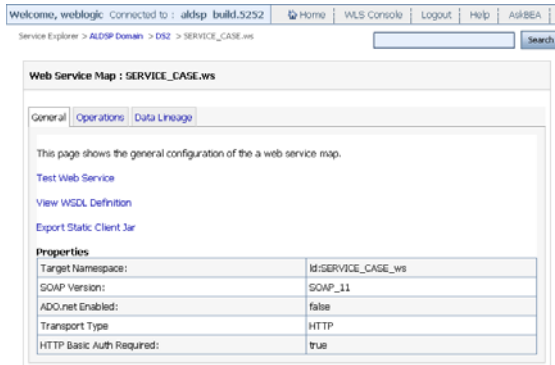 Welcome, weblogic Connected to : aldsp build.5252 Home WLS Console Logout Help AskBEA
Service Explorer > ALDSP Domain > DS2 > SERVICE_CASE.ws
Search
Web Service Map : SERVICE_CASE.ws
General Operations Data Lineage
This page shows the general configuration of the a web service map.
Test Web Service
View WSDL Definition
Export Static Client Jar
Properties
Target Namespace: ld:SERVICE_CASE_ws
SOAP Version: SOAP_11
ADO.net Enabled: false
Transport Type HTTP
HTTP Basic Auth Required: true